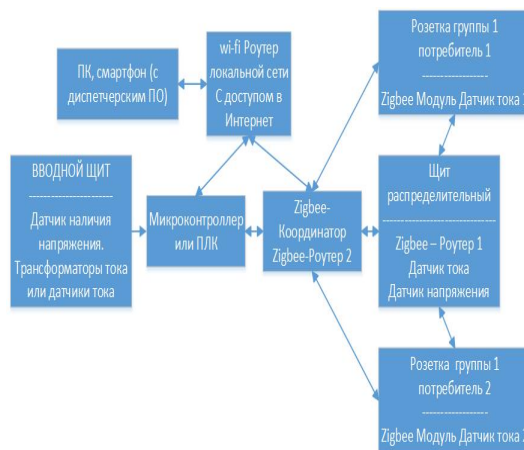 ПК, смартфон (с
диспетчерским ПО)
wi-fi Роутер
локальной сети
С доступом в
Интернет
Розетка группы 1
потребитель 1
------------------
Zigbee Модуль Датчик тока 1
ВВОДНОЙ ЩИТ
----------------------
Датчик наличия
напряжения.
Трансформаторы тока
или датчики тока
Микроконтроллер
или ПЛК
Zigbee-
Координатор
Zigbee-Роутер 2
Щит
распределительный
-----------------------------
Zigbee – Роутер 1
Датчик тока
Датчик напряжения
Розетка группы 1
потребитель 2
------------------
Zigbee Модуль Датчик тока 2